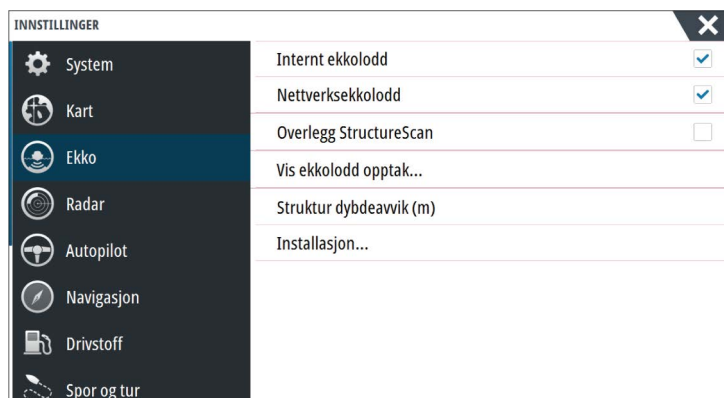 INNSTILLINGER
System
Kart
Ekko
Radar
Autopilot
Navigasjon
Drivstoff
Spor og tur
Internt ekkolodd
Nettverksekkolodd
Overlegg StructureScan
Vis ekkolodd opptak...
Struktur dybdeavvik (m)
Installasjon...